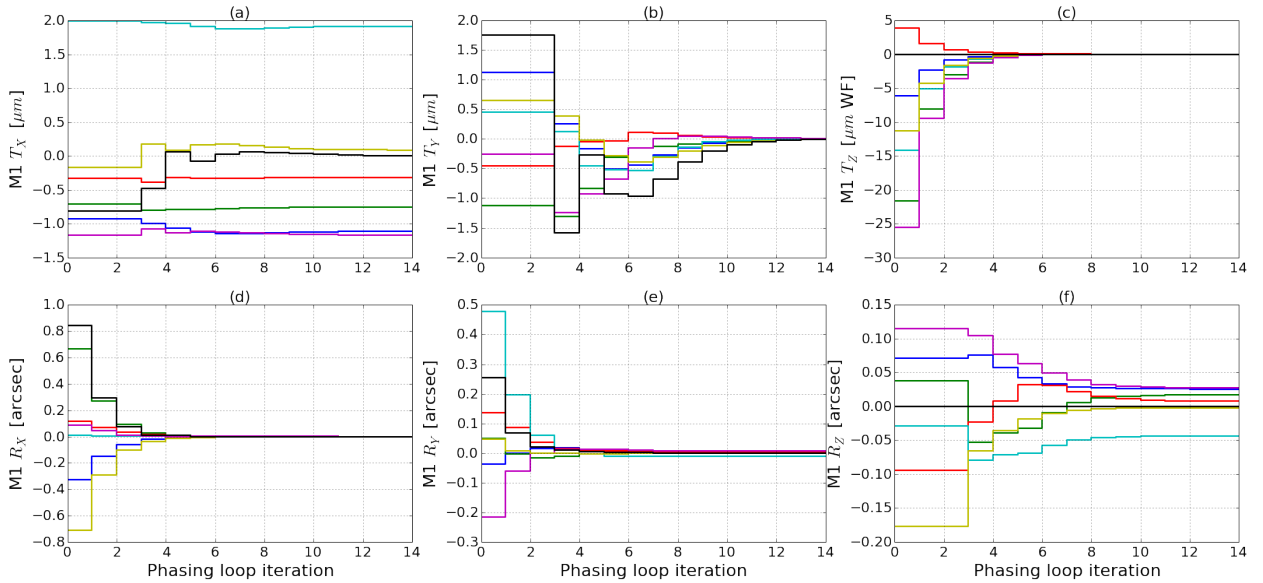 (a)
M1 T_X [μm]
2.0
1.5
1.0
0.5
0.0
−0.5
−1.0
−1.5
0 2 4 6 8 10 12 14
(b)
M1 T_Y [μm]
2.0
1.5
1.0
0.5
0.0
−0.5
−1.0
−1.5
−2.0
0 2 4 6 8 10 12 14
(c)
M1 T_Z [μm WF]
5
0
−5
−10
−15
−20
−25
−30
0 2 4 6 8 10 12 14
(d)
M1 R_X [arcsec]
1.0
0.8
0.6
0.4
0.2
0.0
−0.2
−0.4
−0.6
−0.8
0 2 4 6 8 10 12 14
Phasing loop iteration
(e)
M1 R_Y [arcsec]
0.5
0.4
0.3
0.2
0.1
0.0
−0.1
−0.2
−0.3
0 2 4 6 8 10 12 14
Phasing loop iteration
(f)
M1 R_Z [arcsec]
0.15
0.10
0.05
0.00
−0.05
−0.10
−0.15
−0.20
0 2 4 6 8 10 12 14
Phasing loop iteration